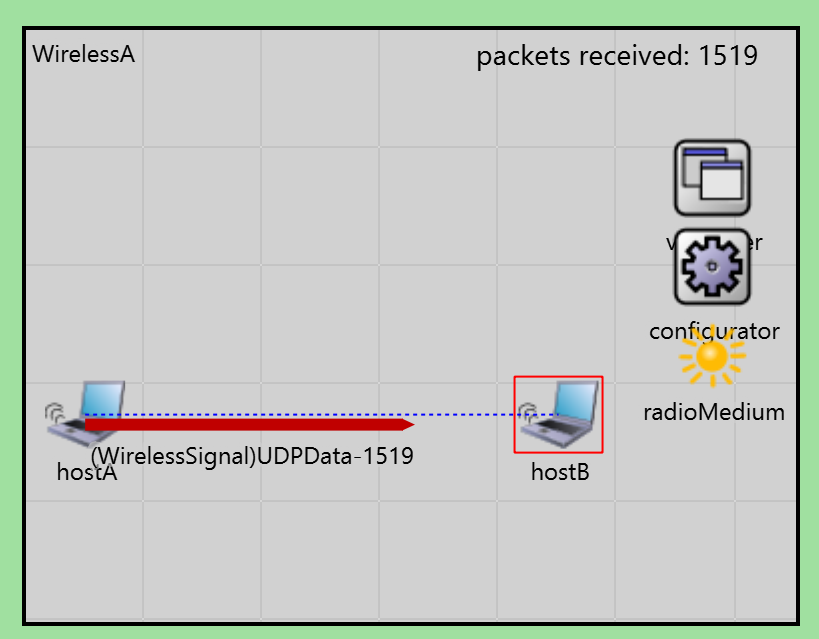 WirelessA
packets received: 1519
configurator
radioMedium
(WirelessSignal)UDPData-1519
hostA
hostB